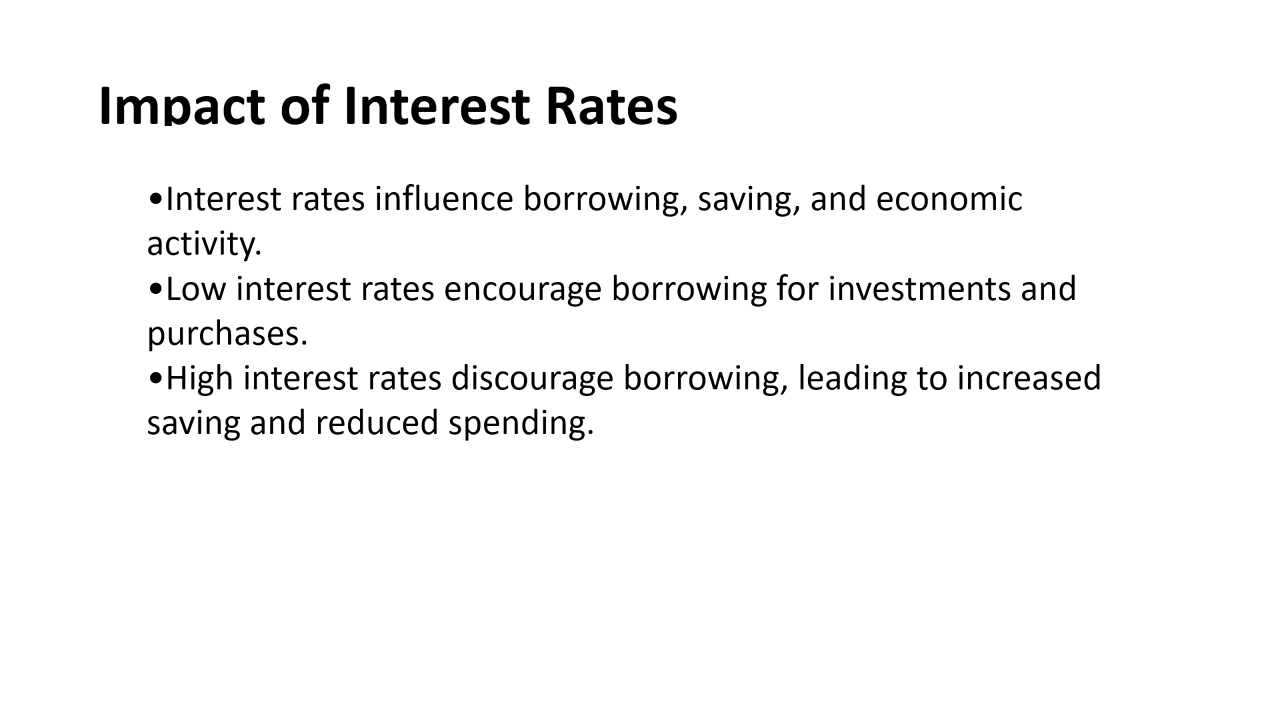 Impact of Interest Rates
•Interest rates influence borrowing, saving, and economic
activity.
•Low interest rates encourage borrowing for investments and
purchases.
•High interest rates discourage borrowing, leading to increased
saving and reduced spending.